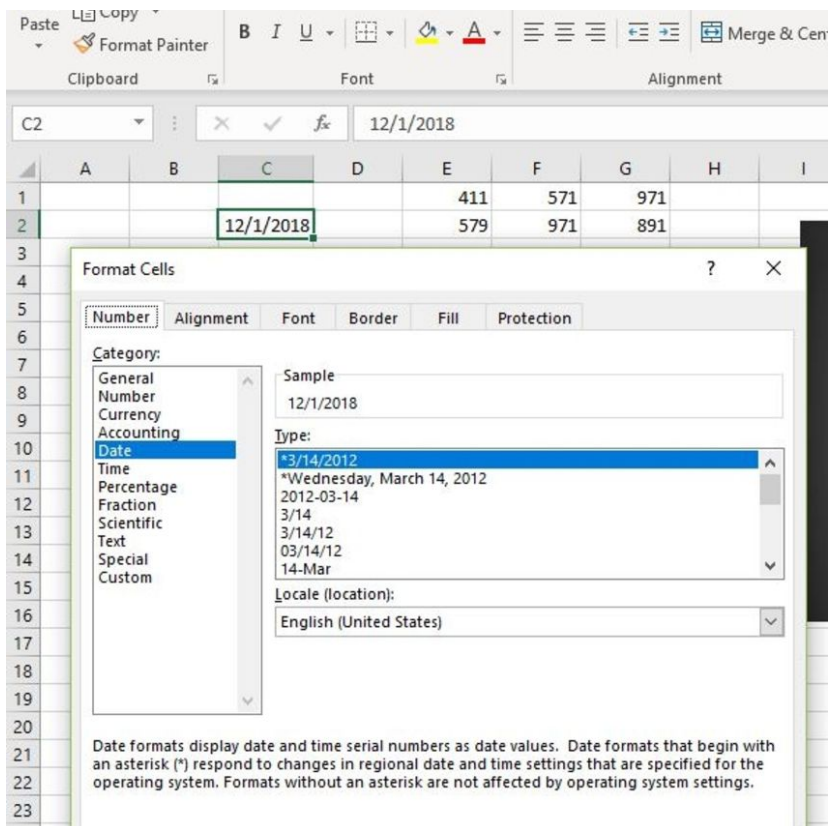 Copy
Paste
Format Painter
B I U A
Merge & Cen
Clipboard Font Alignment
C2 fx 12/1/2018
A B C D E F G H I
1 411 571 971
2 12/1/2018 579 971 891
3
Format Cells ? X
4
5
Number Alignment Font Border Fill Protection
6
7
Category:
General
Number
Currency
Accounting
Date
Time
Percentage
Fraction
Scientific
Text
Special
Custom
Sample
12/1/2018
Type:
*3/14/2012
*Wednesday, March 14, 2012
2012-03-14
3/14
3/14/12
03/14/12
14-Mar
Locale (location):
English (United States)
8
9
10
11
12
13
14
15
16
17
18
19
20
21
22
23
Date formats display date and time serial numbers as date values. Date formats that begin with
an asterisk (*) respond to changes in regional date and time settings that are specified for the
operating system. Formats without an asterisk are not affected by operating system settings.